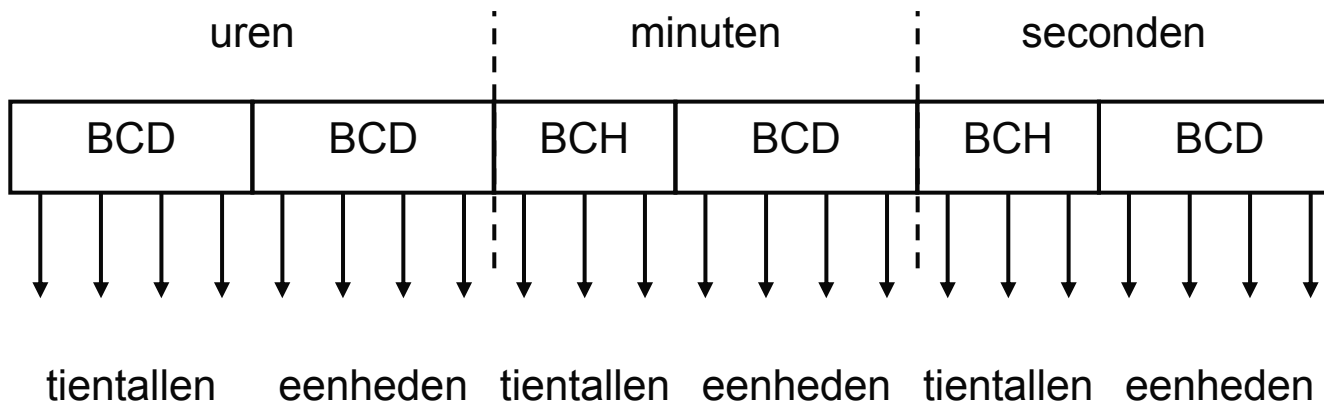 uren minuten seconden
BCD BCD BCH BCD BCH BCD
tientallen eenheden tientallen eenheden tientallen eenheden